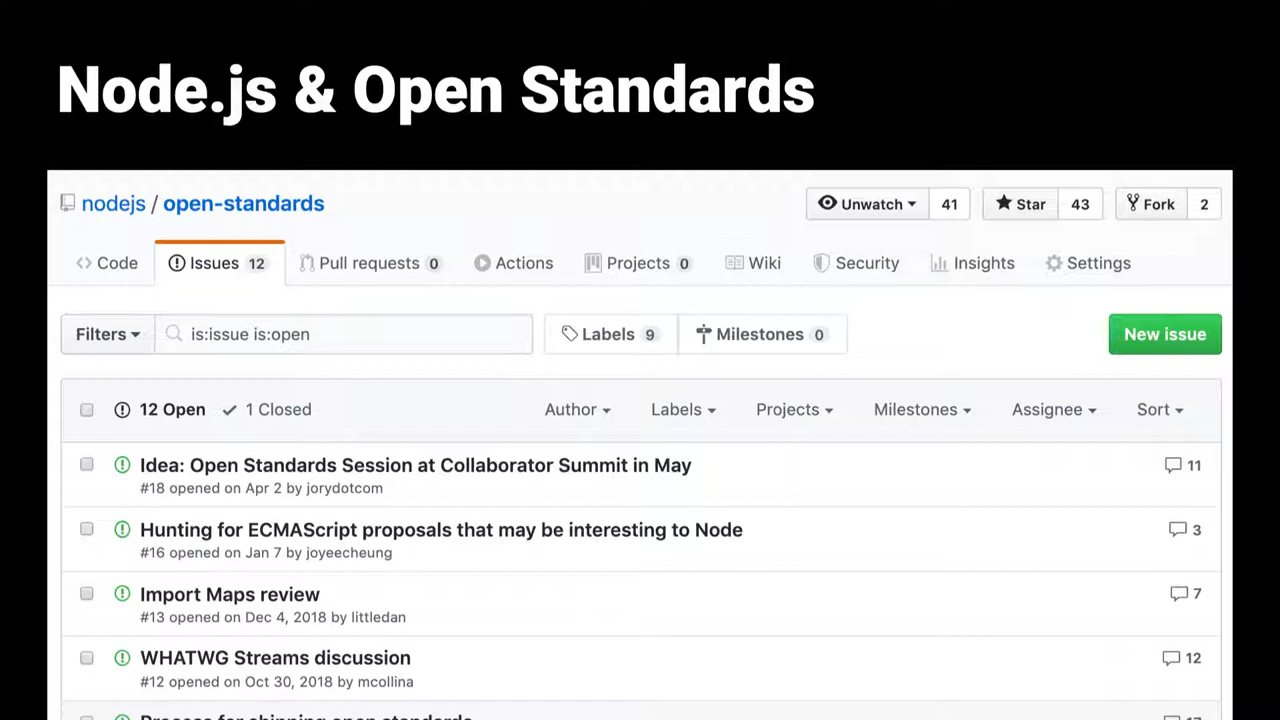 Node.js & Open Standards
nodejs / open-standards
Unwatch 41 Star 43 Fork 2
Code Issues 12 Pull requests 0 Actions Projects 0 Wiki Security Insights Settings
Filters is:issue is:open Labels 9 Milestones 0 New issue
12 Open 1 Closed Author Labels Projects Milestones Assignee Sort
Idea: Open Standards Session at Collaborator Summit in May 11
#18 opened on Apr 2 by jorydotcom
Hunting for ECMAScript proposals that may be interesting to Node 3
#16 opened on Jan 7 by joyeecheung
Import Maps review 7
#13 opened on Dec 4, 2018 by littledan
WHATWG Streams discussion 12
#12 opened on Oct 30, 2018 by mcollina
Process for shipping open standards